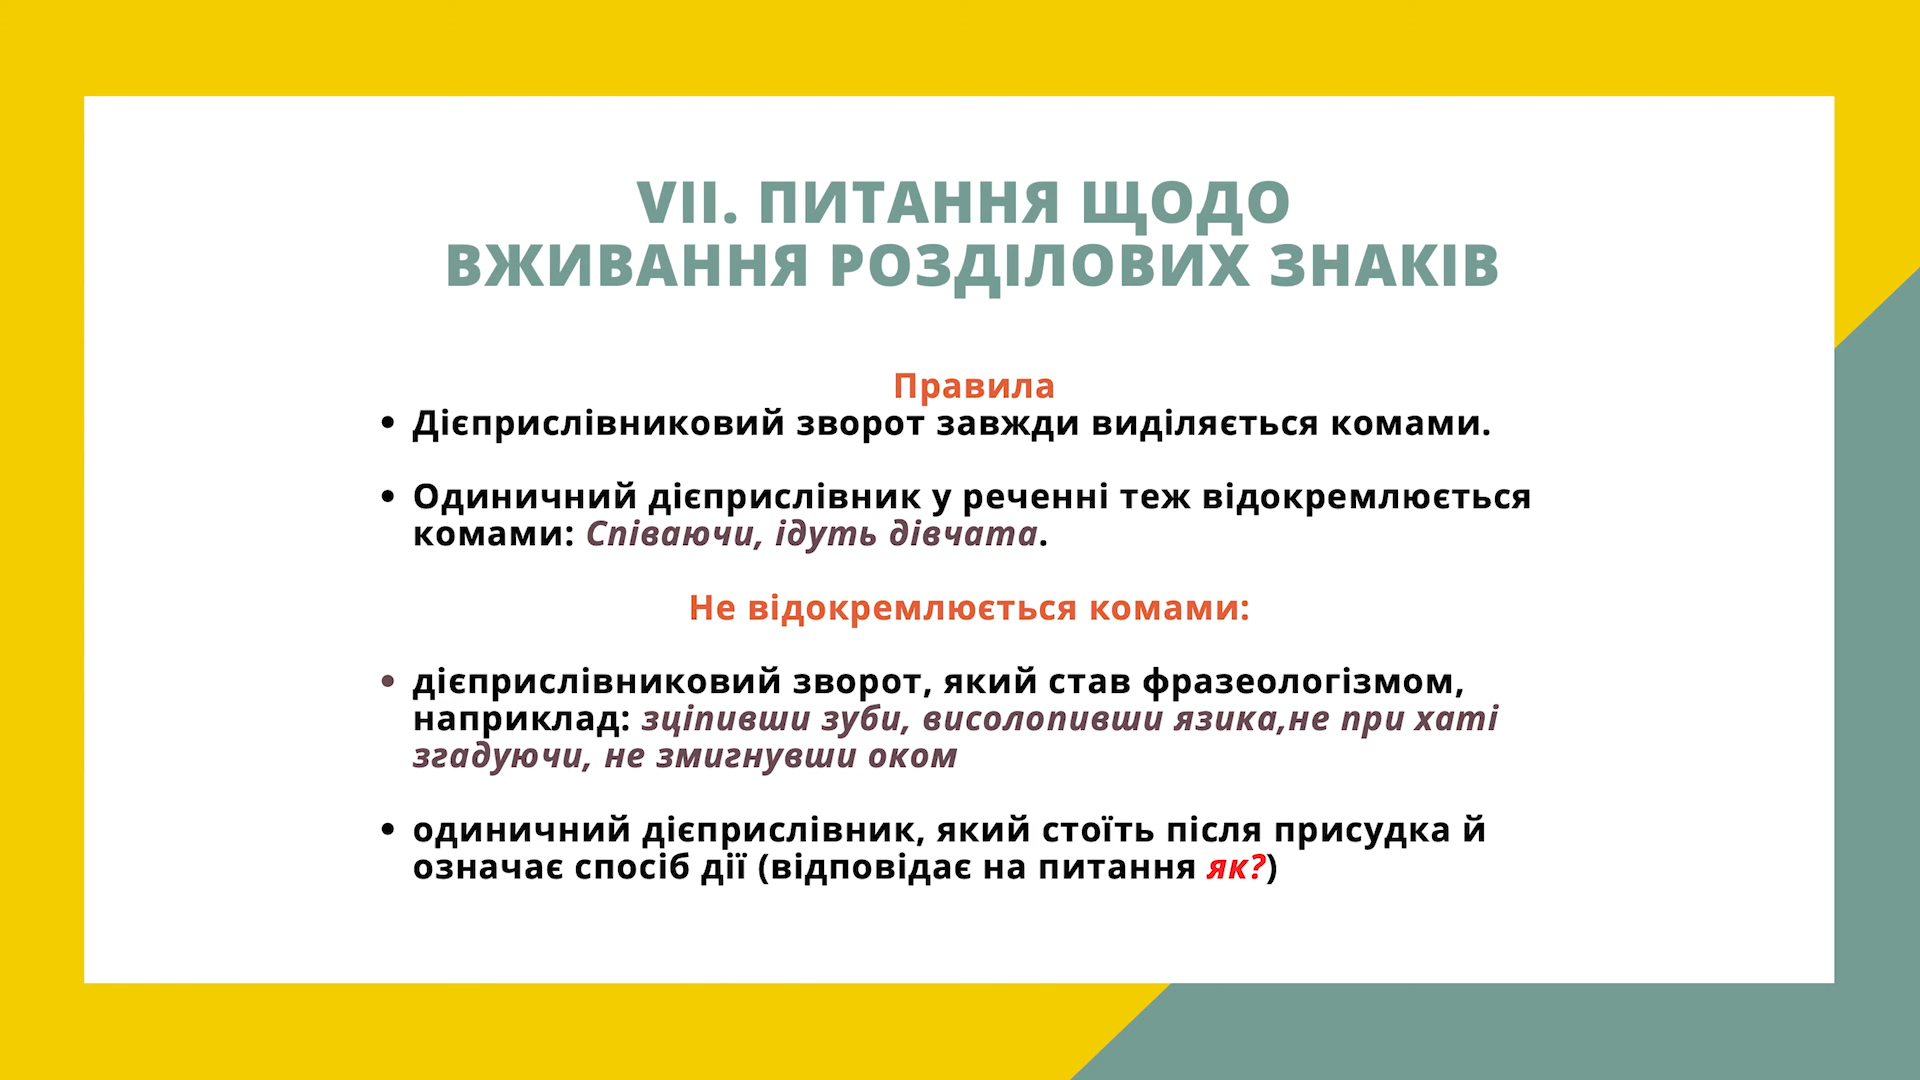 VII. ПИТАННЯ ЩОДО
ВЖИВАННЯ РОЗДІЛОВИХ ЗНАКІВ
Правила
• Дієприслівниковий зворот завжди виділяється комами.
• Одиничний дієприслівник у реченні теж відокремлюється
комами: Співаючи, ідуть дівчата.
Не відокремлюється комами:
• дієприслівниковий зворот, який став фразеологізмом,
наприклад: зціпивши зуби, висолопивши язика,не при хаті
згадуючи, не змигнувши оком
• одиничний дієприслівник, який стоїть після присудка й
означає спосіб дії (відповідає на питання як?)